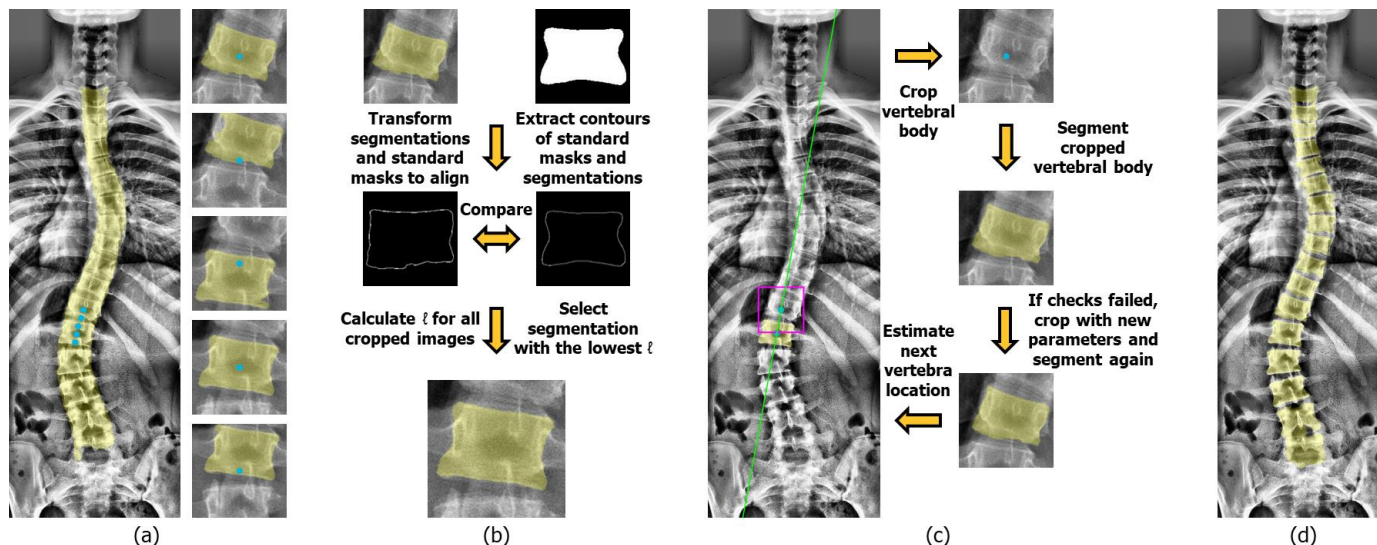 Transform
segmentations
and standard
masks to align
Extract contours
of standard
masks and
segmentations
Compare
Calculate ℓ for all
cropped images
Select
segmentation
with the lowest ℓ
Crop
vertebral
body
Segment
cropped
vertebral body
If checks failed,
crop with new
parameters and
segment again
Estimate
next
vertebra
location
(a)
(b)
(c)
(d)